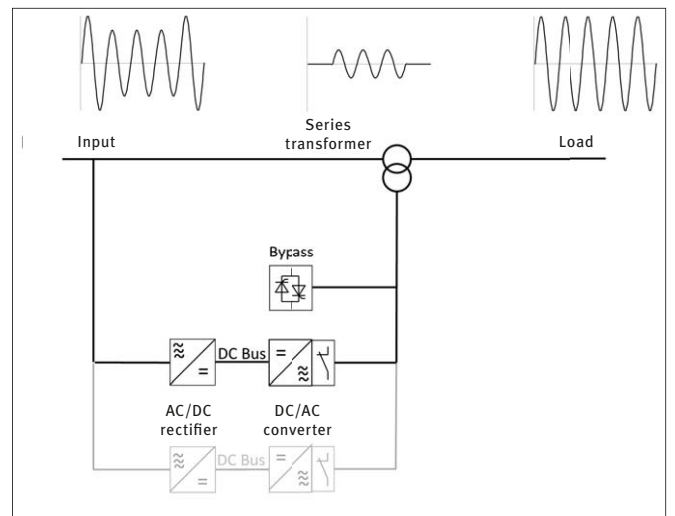 Input
Series
transformer
Load
Bypass
DC Bus
AC/DC
rectifier
DC/AC
converter
DC Bus